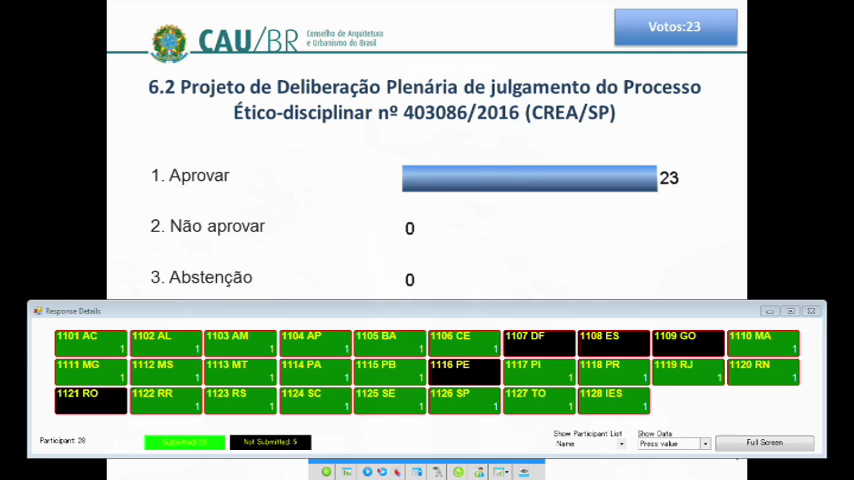 CAU/BR Conselho de Arquitetura
e Urbanismo do Brasil
Votos:23
6.2 Projeto de Deliberação Plenária de julgamento do Processo
Ético-disciplinar nº 403086/2016 (CREA/SP)
1. Aprovar 23
2. Não aprovar 0
3. Abstenção 0
Response Details
1101 AC 1 1102 AL 1 1103 AM 1 1104 AP 1 1105 BA 1 1106 CE 1 1107 DF 1108 ES 1109 GO 1110 MA 1
1111 MG 1 1112 MS 1 1113 MT 1 1114 PA 1 1115 PB 1 1116 PE 1117 PI 1 1118 PR 1 1119 RJ 1 1120 RN 1
1121 RO 1122 RR 1 1123 RS 1 1124 SC 1 1125 SE 1 1126 SP 1 1127 TO 1 1128 IES 1
Participant: 28
Not Submitted: 5
Show Participant List
Name
Show Data
Press value
Full Screen